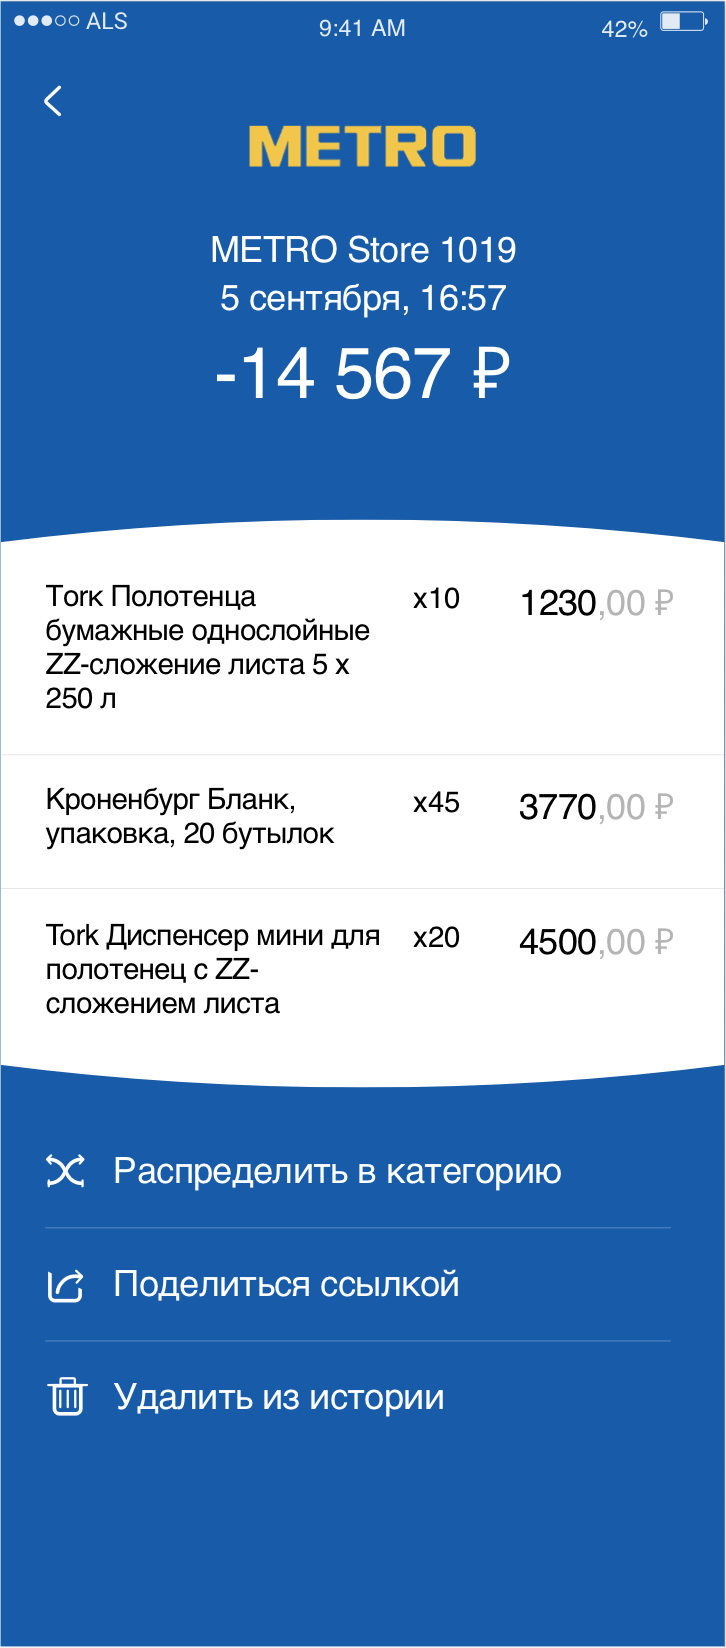 ALS
9:41 AM
42%
METRO
METRO Store 1019
5 сентября, 16:57
-14 567 ₽
Torк Полотенца
бумажные однослойные
ZZ-сложение листа 5 х
250 л
x10
1230,00 ₽
Кроненбург Бланк,
упаковка, 20 бутылок
x45
3770,00 ₽
Tork Диспенсер мини для
полотенец с ZZ-
сложением листа
x20
4500,00 ₽
Распределить в категорию
Поделиться ссылкой
Удалить из истории